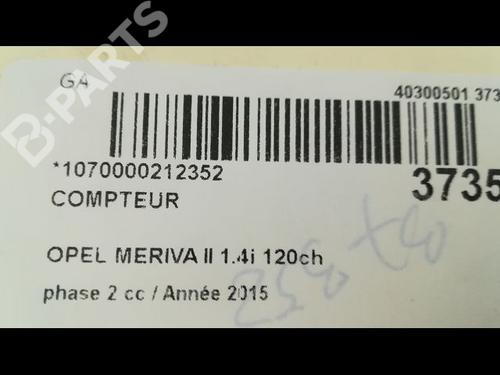 GA
40300501 373
B-PARTS
*1070000212352
3735
COMPTEUR
OPEL MERIVA II 1.4i 120ch
phase 2 cc / Année 2015